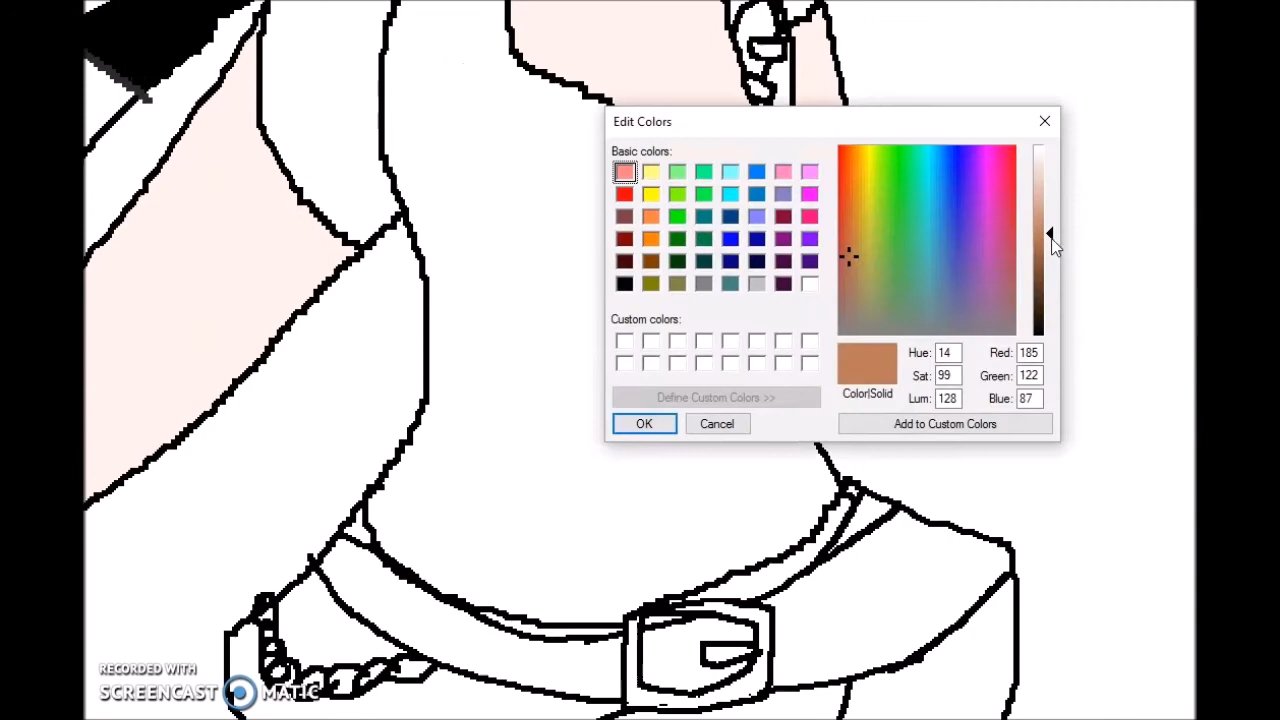 Edit Colors
Basic colors:
Custom colors:
Define Custom Colors >>
OK
Cancel
Color|Solid
Hue: 14
Sat: 99
Lum: 128
Red: 185
Green: 122
Blue: 87
Add to Custom Colors
RECORDED WITH
SCREENCAST MATIC